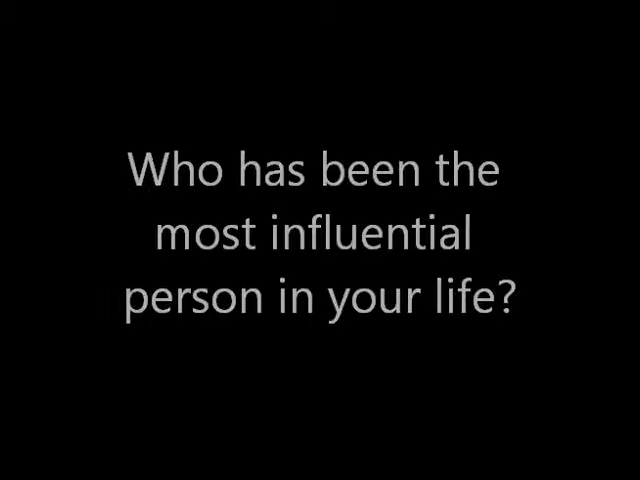 Who has been the
most influential
person in your life?